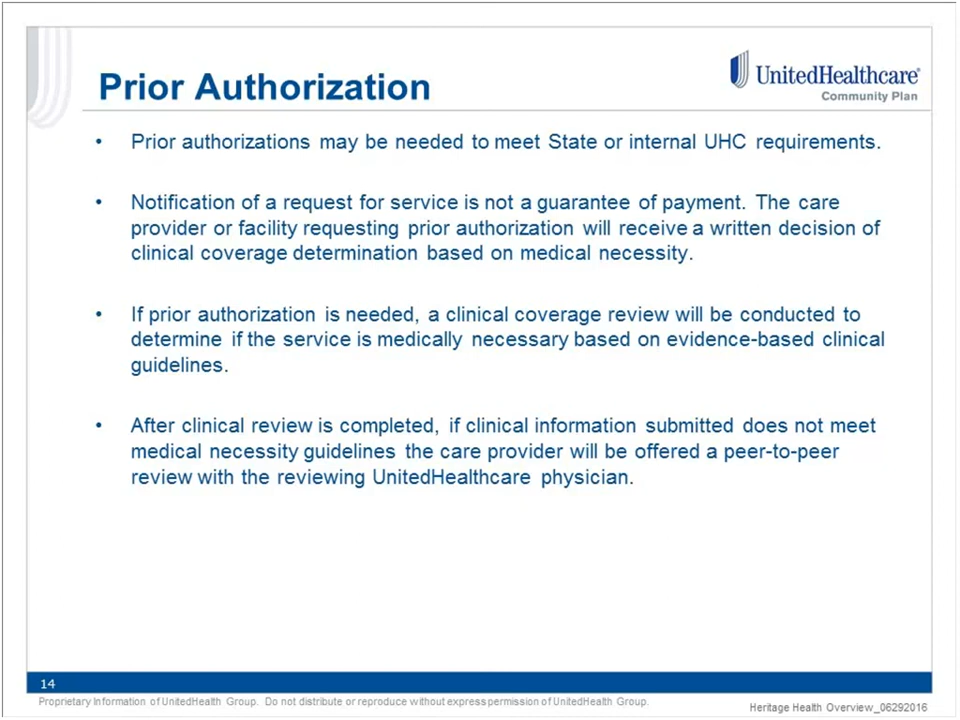 Prior Authorization
UnitedHealthcare®
Community Plan
• Prior authorizations may be needed to meet State or internal UHC requirements.
• Notification of a request for service is not a guarantee of payment. The care
provider or facility requesting prior authorization will receive a written decision of
clinical coverage determination based on medical necessity.
• If prior authorization is needed, a clinical coverage review will be conducted to
determine if the service is medically necessary based on evidence-based clinical
guidelines.
• After clinical review is completed, if clinical information submitted does not meet
medical necessity guidelines the care provider will be offered a peer-to-peer
review with the reviewing UnitedHealthcare physician.
14
Proprietary Information of UnitedHealth Group. Do not distribute or reproduce without express permission of UnitedHealth Group.
Heritage Health Overview_06292016